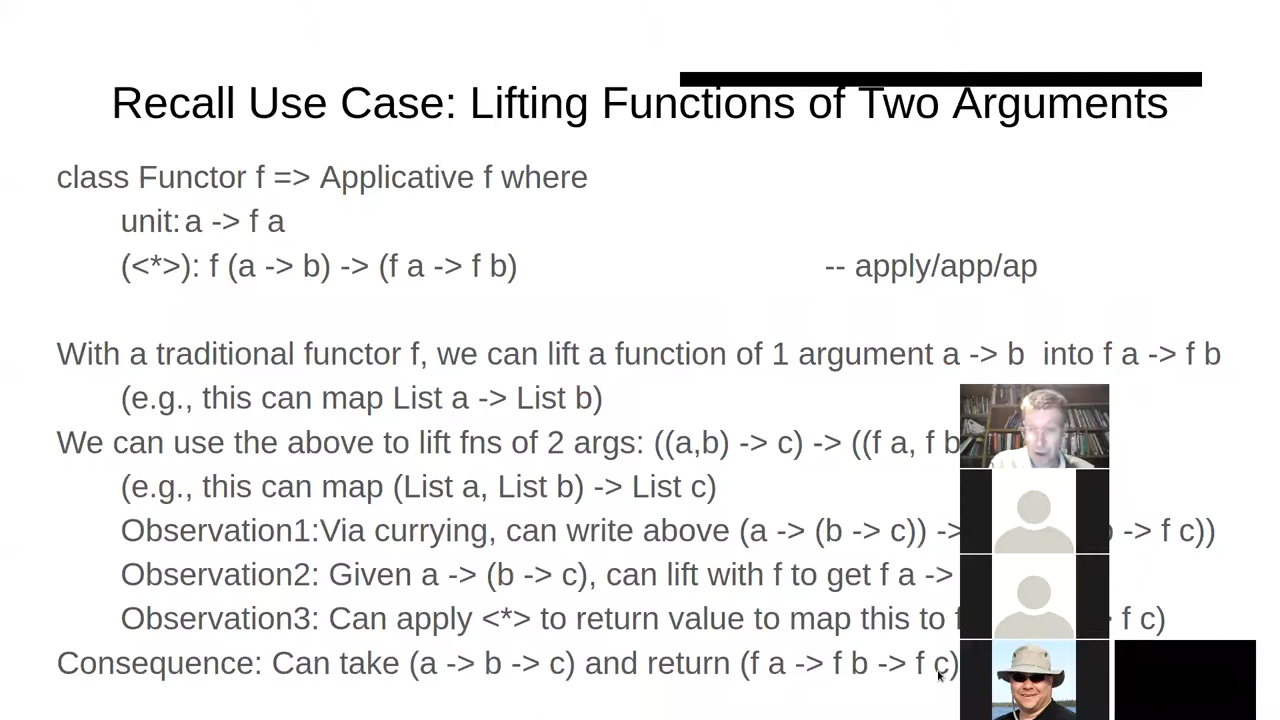 Recall Use Case: Lifting Functions of Two Arguments
class Functor f => Applicative f where
unit: a -> f a
(<*>): f (a -> b) -> (f a -> f b) -- apply/app/ap
With a traditional functor f, we can lift a function of 1 argument a -> b into f a -> f b
(e.g., this can map List a -> List b)
We can use the above to lift fns of 2 args: ((a,b) -> c) -> ((f a, f b
(e.g., this can map (List a, List b) -> List c)
Observation1:Via currying, can write above (a -> (b -> c)) -> -> f c))
Observation2: Given a -> (b -> c), can lift with f to get f a ->
Observation3: Can apply <*> to return value to map this to f c)
Consequence: Can take (a -> b -> c) and return (f a -> f b -> f c)